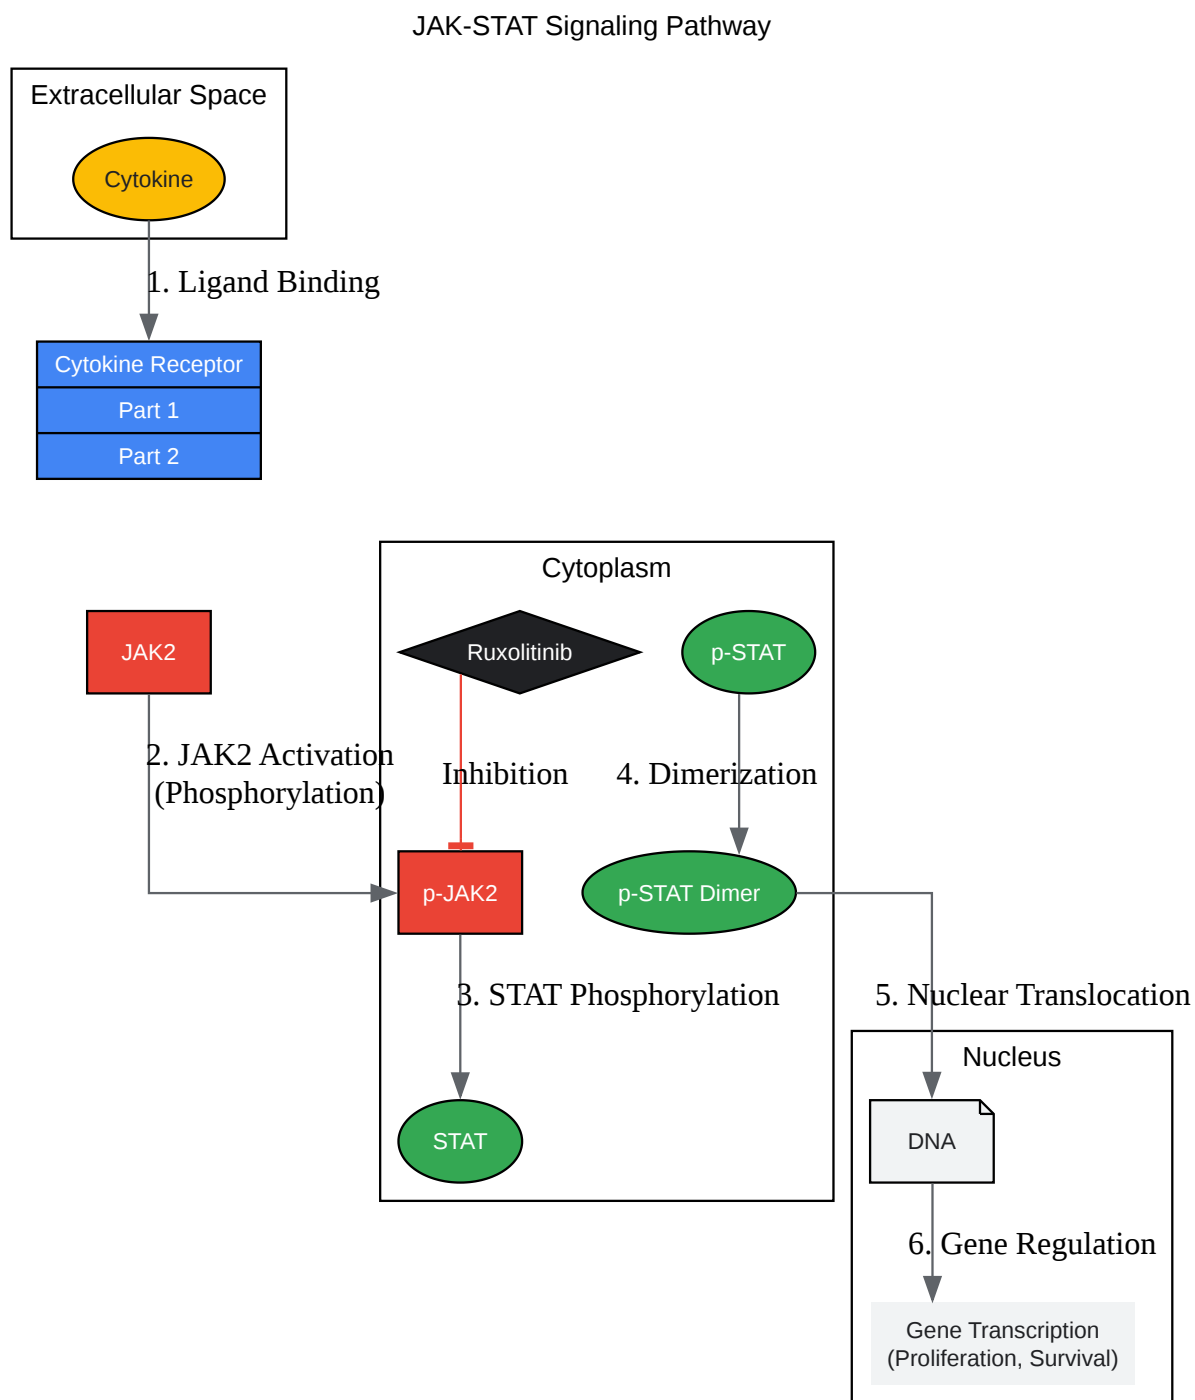 JAK-STAT Signaling Pathway
Extracellular Space
Cytokine
1. Ligand Binding
Cytokine Receptor
Part 1
Part 2
Cytoplasm
JAK2
Ruxolitinib
p-STAT
2. JAK2 Activation
(Phosphorylation)
Inhibition
4. Dimerization
p-JAK2
p-STAT Dimer
3. STAT Phosphorylation
5. Nuclear Translocation
Nucleus
STAT
DNA
6. Gene Regulation
Gene Transcription
(Proliferation, Survival)